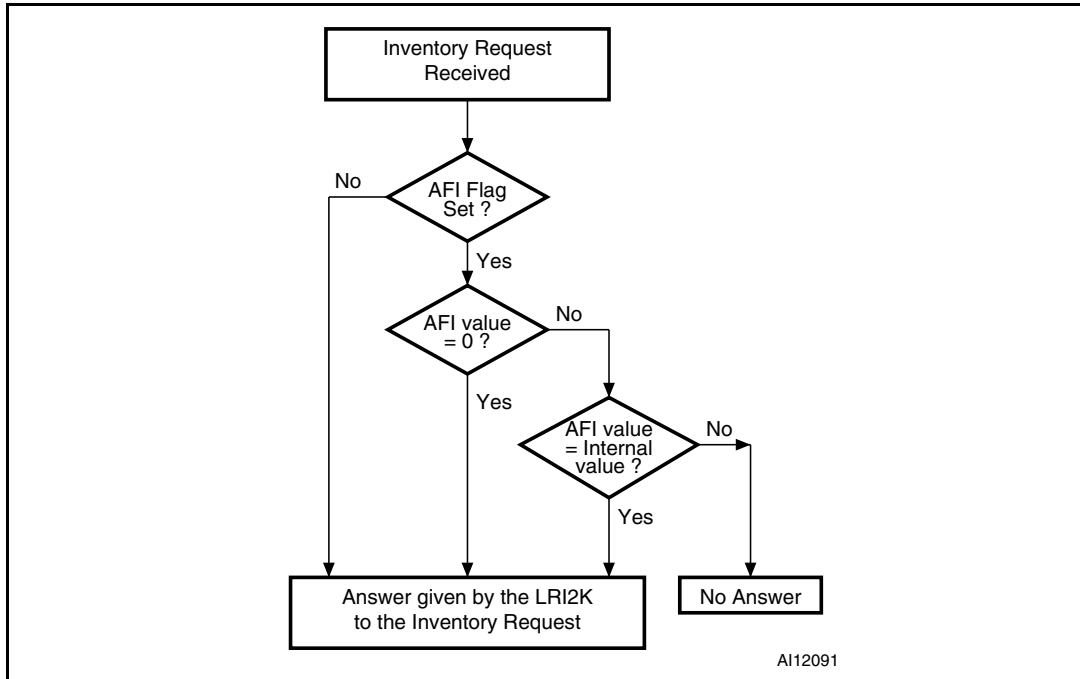 Inventory Request
Received
No
AFI Flag
Set ?
Yes
AFI value
= 0 ?
No
Yes
AFI value
= Internal
value ?
No
Yes
Answer given by the LRI2K
to the Inventory Request
No Answer
AI12091